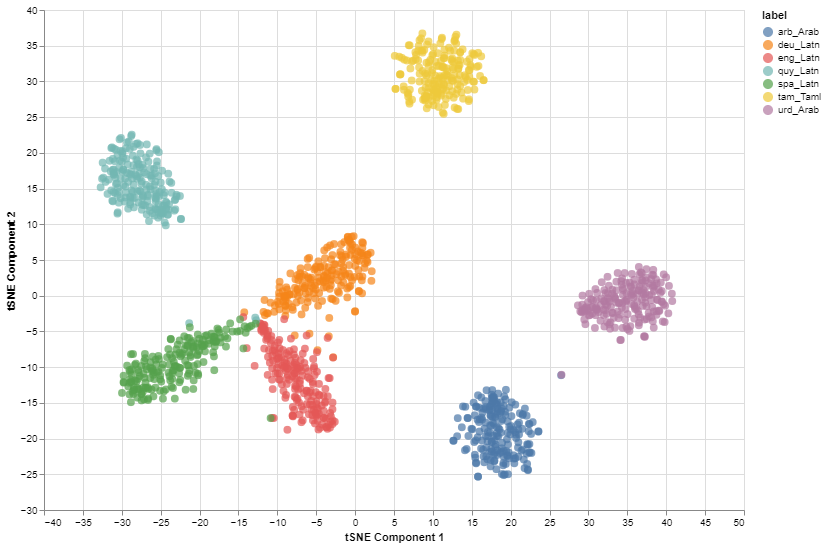 label
arb_Arab
deu_Latn
eng_Latn
quy_Latn
spa_Latn
tam_Taml
urd_Arab
tSNE Component 2
40
35
30
25
20
15
10
5
0
−5
−10
−15
−20
−25
−30
−40 −35 −30 −25 −20 −15 −10 −5 0 5 10 15 20 25 30 35 40 45 50
tSNE Component 1